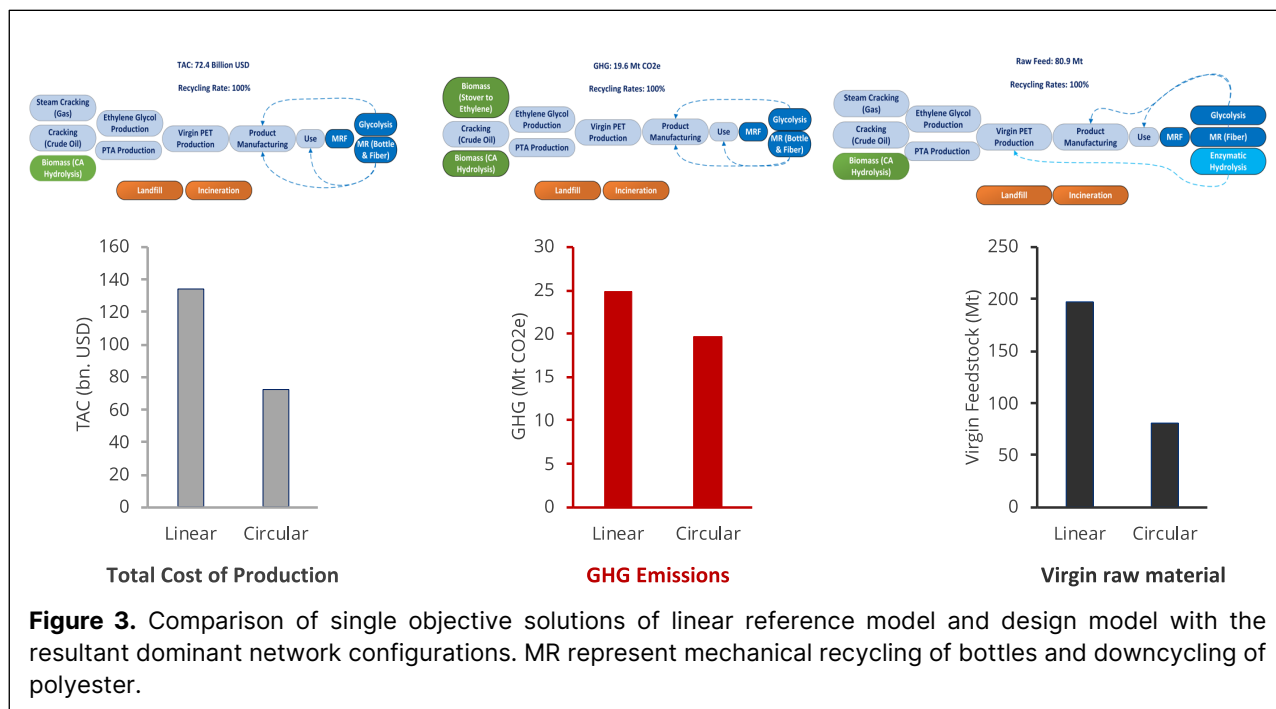 TAC: 72.4 Billion USD
Recycling Rate: 100%
Steam Cracking
(Gas)
Cracking
(Crude Oil)
Biomass (CA
Hydrolysis)
Ethylene Glycol
Production
PTA Production
Virgin PET
Production
Product
Manufacturing
Use
MRF
Glycolysis
MR (Bottle
& Fiber)
Landfill
Incineration
GHG: 19.6 Mt CO2e
Recycling Rates: 100%
Biomass
(Stover to
Ethylene)
Cracking
(Crude Oil)
Biomass (CA
Hydrolysis)
Ethylene Glycol
Production
PTA Production
Virgin PET
Production
Product
Manufacturing
Use
MRF
Glycolysis
MR (Bottle
& Fiber)
Landfill
Incineration
Raw Feed: 80.9 Mt
Recycling Rates: 100%
Steam Cracking
(Gas)
Cracking
(Crude Oil)
Biomass (CA
Hydrolysis)
Ethylene Glycol
Production
PTA Production
Virgin PET
Production
Product
Manufacturing
Use
MRF
Glycolysis
MR (Fiber)
Enzymatic
Hydrolysis
Landfill
Incineration
TAC (bn. USD)
160
140
120
100
80
60
40
20
0
Linear
Circular
Total Cost of Production
GHG (Mt CO2e)
30
25
20
15
10
5
0
Linear
Circular
GHG Emissions
Virgin Feedstock (Mt)
250
200
150
100
50
0
Linear
Circular
Virgin raw material
Figure 3. Comparison of single objective solutions of linear reference model and design model with the
resultant dominant network configurations. MR represent mechanical recycling of bottles and downcycling of
polyester.